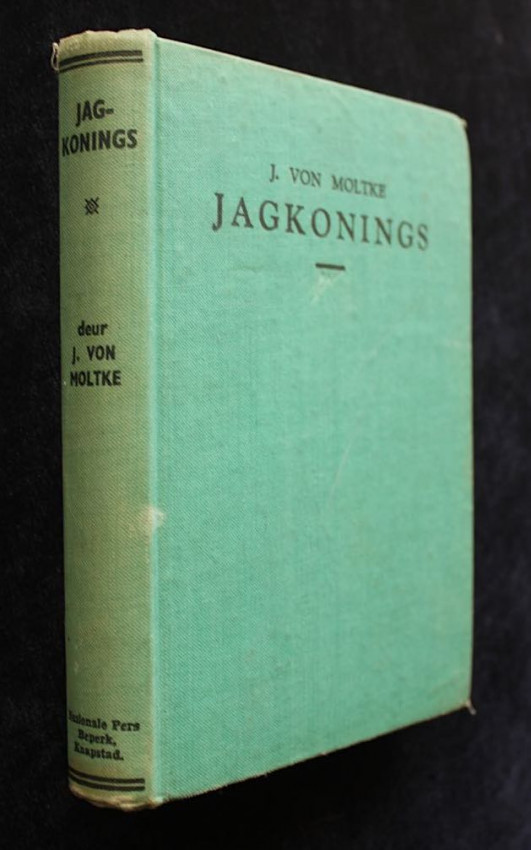 JAG-
KONINGS
deur
J. VON
MOLTKE
Nasionale Pers
Beperk,
Kaapstad.
J. VON MOLTKE
JAGKONINGS